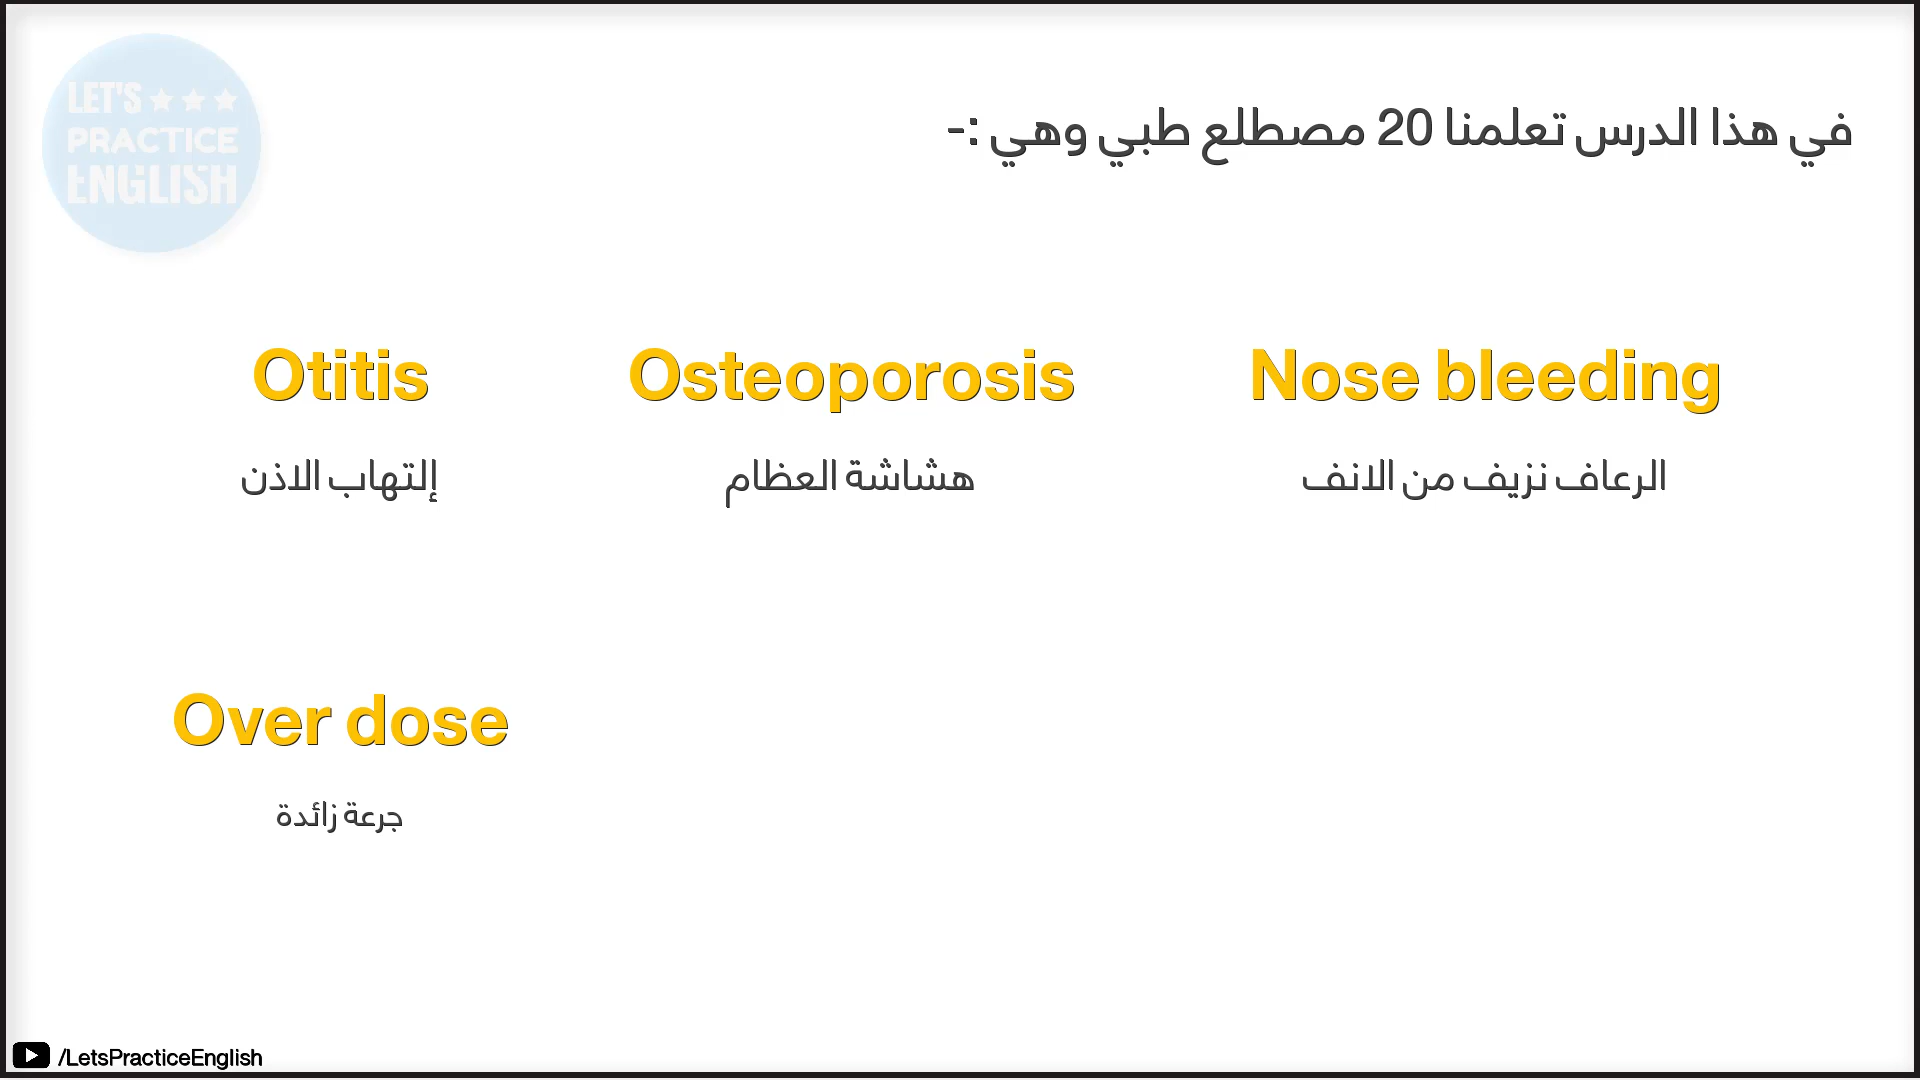 LET'S
PRACTICE
ENGLISH
في هذا الدرس تعلمنا 20 مصطلع طبي وهي :-
Otitis
إلتهاب الاذن
Osteoporosis
هشاشة العظام
Nose bleeding
الرعاف نزيف من الانف
Over dose
جرعة زائدة
/LetsPracticeEnglish